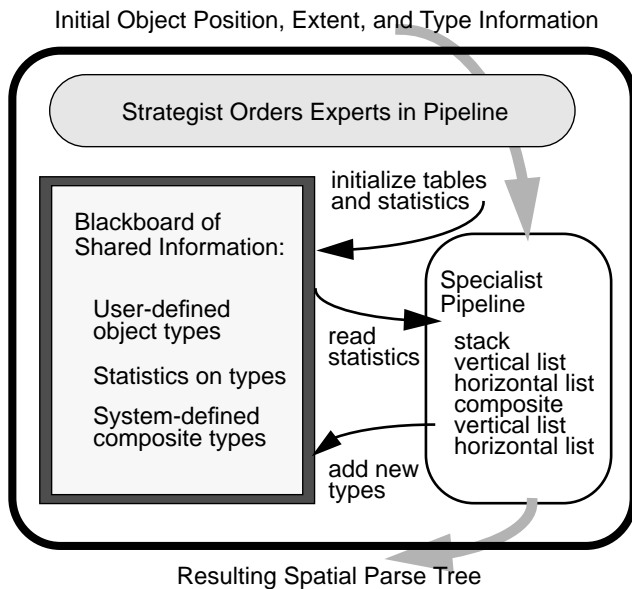 Initial Object Position, Extent, and Type Information
Strategist Orders Experts in Pipeline
initialize tables
and statistics
Blackboard of
Shared Information:
User-defined
object types
Statistics on types
System-defined
composite types
read
statistics
add new
types
Specialist
Pipeline
stack
vertical list
horizontal list
composite
vertical list
horizontal list
Resulting Spatial Parse Tree